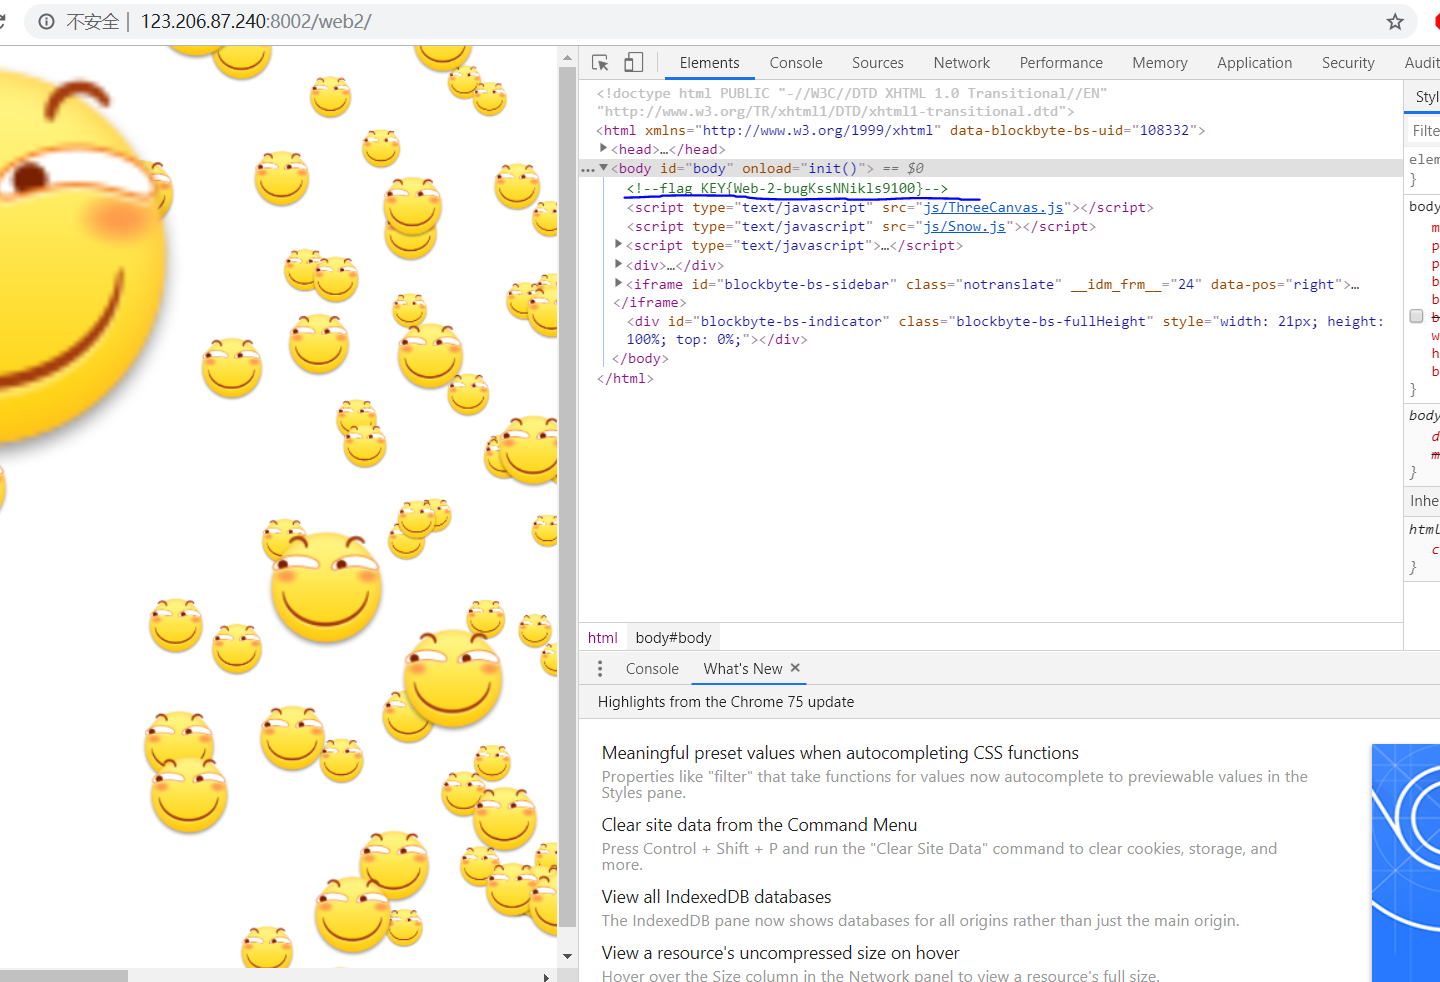 不安全 | 123.206.87.240:8002/web2/
Elements Console Sources Network Performance Memory Application Security Audit
<!doctype html PUBLIC "-//W3C//DTD XHTML 1.0 Transitional//EN"
"http://www.w3.org/TR/xhtml1/DTD/xhtml1-transitional.dtd">
<html xmlns="http://www.w3.org/1999/xhtml" data-blockbyte-bs-uid="108332">
<head>…</head>
<body id="body" onload="init()"> == $0
<!--flag KEY{Web-2-bugKssNNikls9100}-->
<script type="text/javascript" src="js/ThreeCanvas.js"></script>
<script type="text/javascript" src="js/Snow.js"></script>
<script type="text/javascript">…</script>
<div>…</div>
<iframe id="blockbyte-bs-sidebar" class="notranslate" __idm_frm__="24" data-pos="right">…
</iframe>
<div id="blockbyte-bs-indicator" class="blockbyte-bs-fullHeight" style="width: 21px; height:
100%; top: 0%;"></div>
</body>
</html>
Styl
Filte
elem
}
body
m
p
p
b
b
b
w
h
b
}
body
d
m
}
Inhe
html
c
}
html body#body
Console What's New ×
Highlights from the Chrome 75 update
Meaningful preset values when autocompleting CSS functions
Properties like "filter" that take functions for values now autocomplete to previewable values in the
Styles pane.
Clear site data from the Command Menu
Press Control + Shift + P and run the "Clear Site Data" command to clear cookies, storage, and
more.
View all IndexedDB databases
The IndexedDB pane now shows databases for all origins rather than just the main origin.
View a resource's uncompressed size on hover
Hover over the Size column in the Network panel to view a resource's full size.